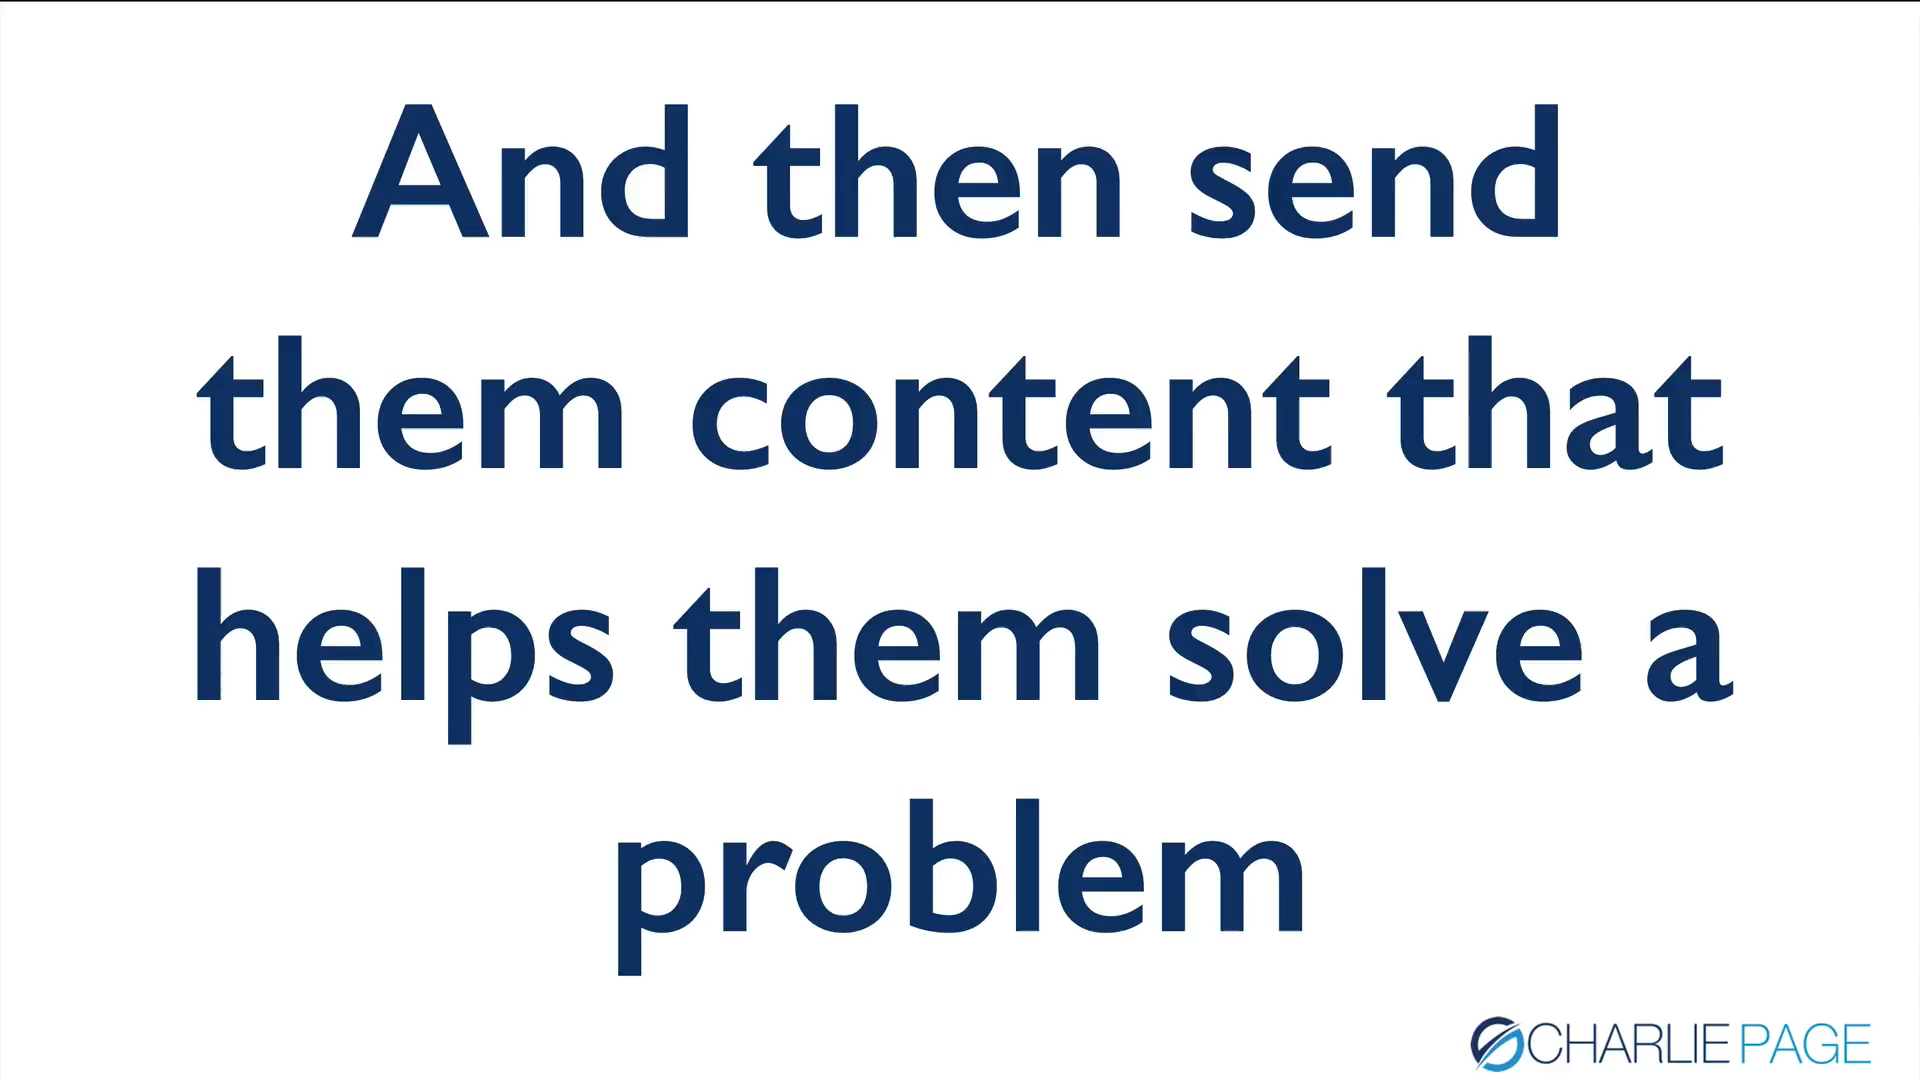 And then send
them content that
helps them solve a
problem
CHARLIE PAGE